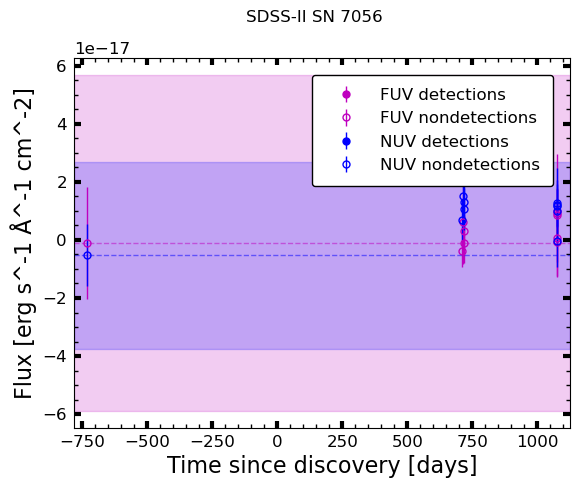 SDSS-II SN 7056
1e−17
6
4
2
0
−2
−4
−6
Flux [erg s^-1 Å^-1 cm^-2]
FUV detections
FUV nondetections
NUV detections
NUV nondetections
−750 −500 −250 0 250 500 750 1000
Time since discovery [days]